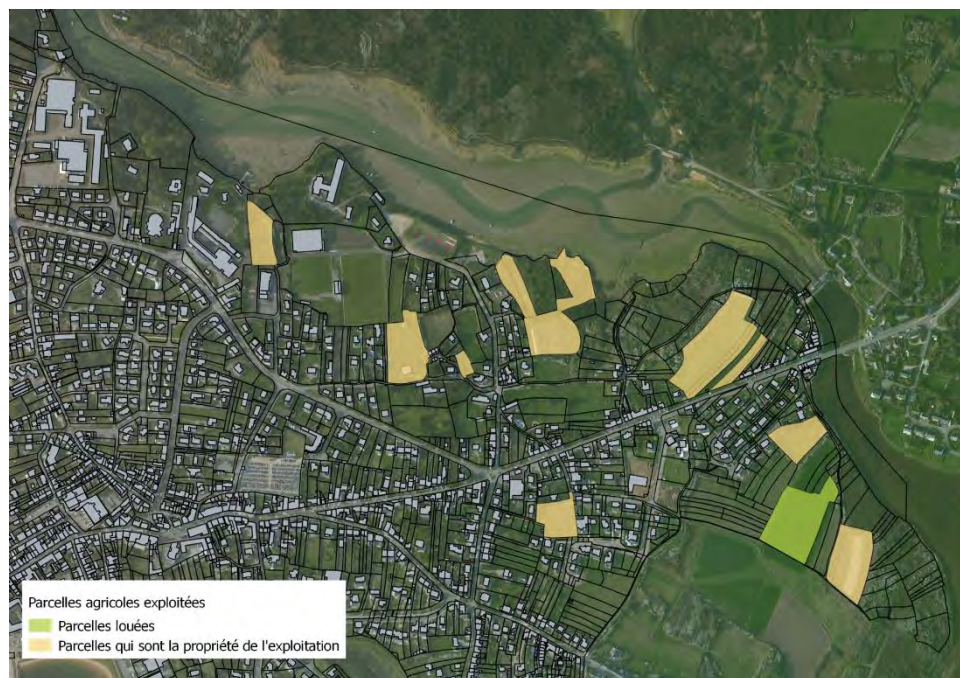 Parcelles agricoles exploitées
Parcelles louées
Parcelles qui sont la propriété de l'exploitation